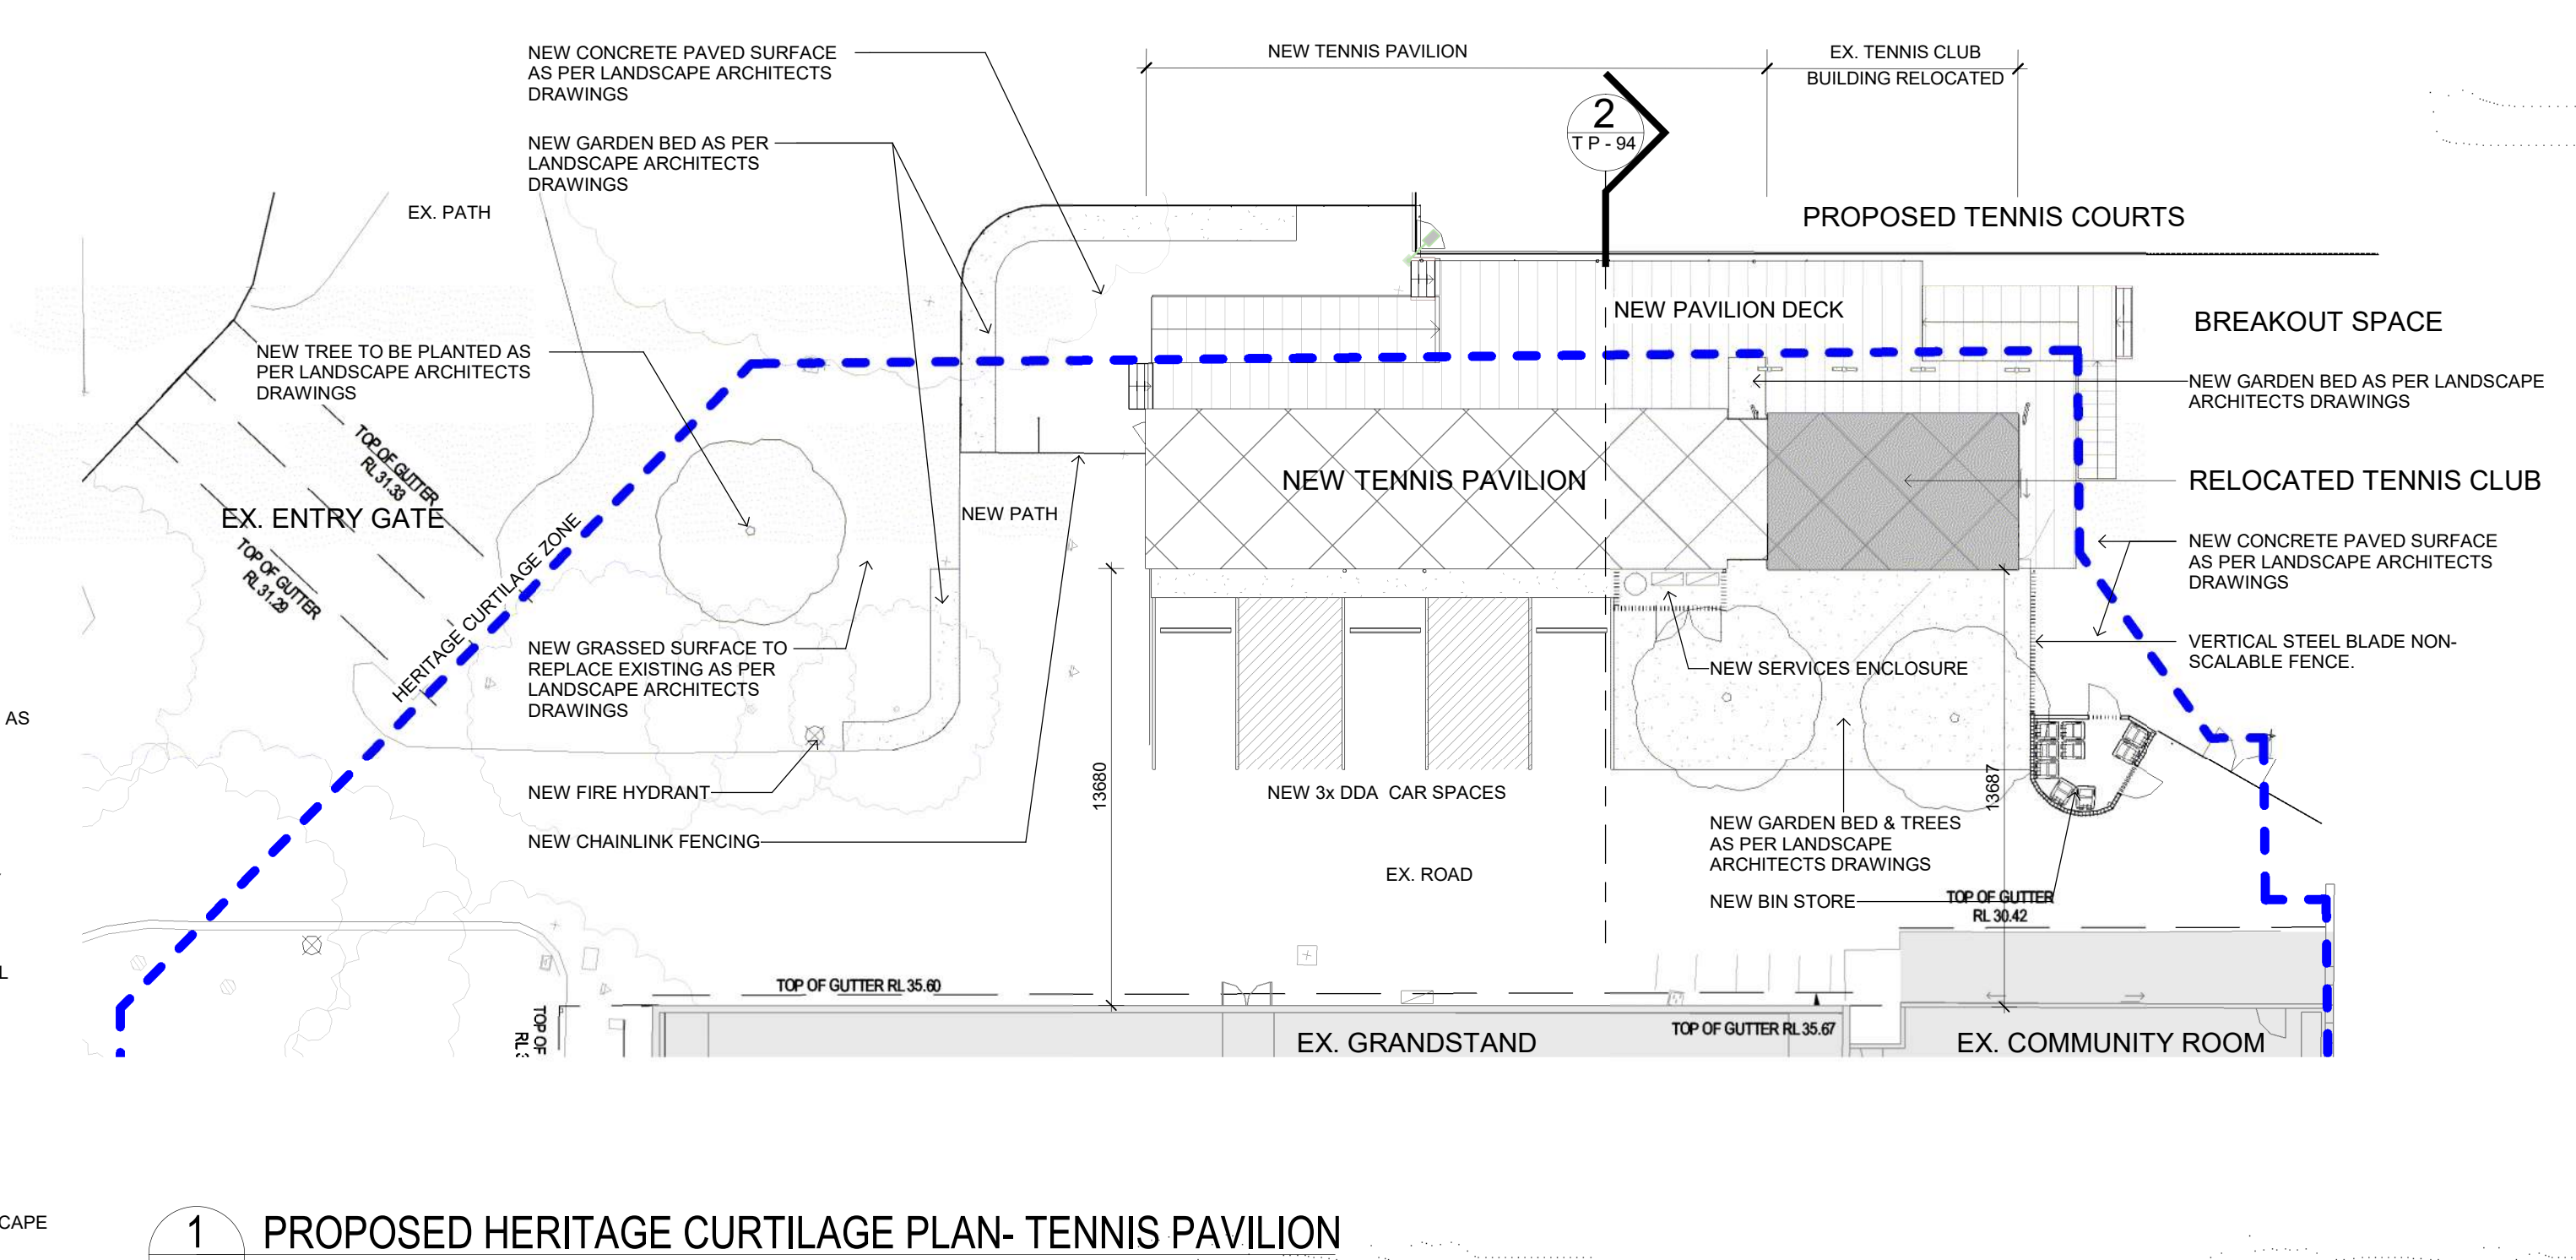 NEW CONCRETE PAVED SURFACE
AS PER LANDSCAPE ARCHITECTS
DRAWINGS
NEW TENNIS PAVILION
EX. TENNIS CLUB
BUILDING RELOCATED
2
T P - 94
NEW GARDEN BED AS PER
LANDSCAPE ARCHITECTS
DRAWINGS
EX. PATH
PROPOSED TENNIS COURTS
NEW PAVILION DECK
BREAKOUT SPACE
NEW TREE TO BE PLANTED AS
PER LANDSCAPE ARCHITECTS
DRAWINGS
NEW GARDEN BED AS PER LANDSCAPE
ARCHITECTS DRAWINGS
TOP OF GUTTER
RL 31.33
NEW TENNIS PAVILION
RELOCATED TENNIS CLUB
EX. ENTRY GATE
NEW PATH
TOP OF GUTTER
RL 31.29
HERITAGE CURTILAGE ZONE
NEW CONCRETE PAVED SURFACE
AS PER LANDSCAPE ARCHITECTS
DRAWINGS
NEW GRASSED SURFACE TO
REPLACE EXISTING AS PER
LANDSCAPE ARCHITECTS
DRAWINGS
VERTICAL STEEL BLADE NON-
SCALABLE FENCE.
NEW SERVICES ENCLOSURE
AS
13680
13687
NEW FIRE HYDRANT
NEW 3x DDA CAR SPACES
NEW CHAINLINK FENCING
NEW GARDEN BED & TREES
AS PER LANDSCAPE
ARCHITECTS DRAWINGS
EX. ROAD
NEW BIN STORE
TOP OF GUTTER
RL 30.42
L
TOP OF GUTTER RL 35.60
TOP OF
RL 3
EX. GRANDSTAND
TOP OF GUTTER RL 35.67
EX. COMMUNITY ROOM
CAPE
1
PROPOSED HERITAGE CURTILAGE PLAN- TENNIS PAVILION